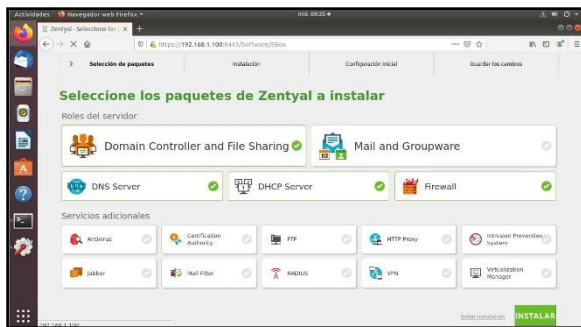 Actividades Navegador web Firefox mié 09:35
Zentyal - Seleccione los
https://192.168.1.100:8443/Software/EBox
Selección de paquetes Instalación Configuración inicial Guardar los cambios
Seleccione los paquetes de Zentyal a instalar
Roles del servidor
Domain Controller and File Sharing Mail and Groupware
DNS Server DHCP Server Firewall
Servicios adicionales
Antivirus Certification Authority FTP HTTP Proxy Intrusion Prevention System
Jabber Mail Filter RADIUS VPN Virtualization Manager
Saltar instalación INSTALAR
192.168.1.100